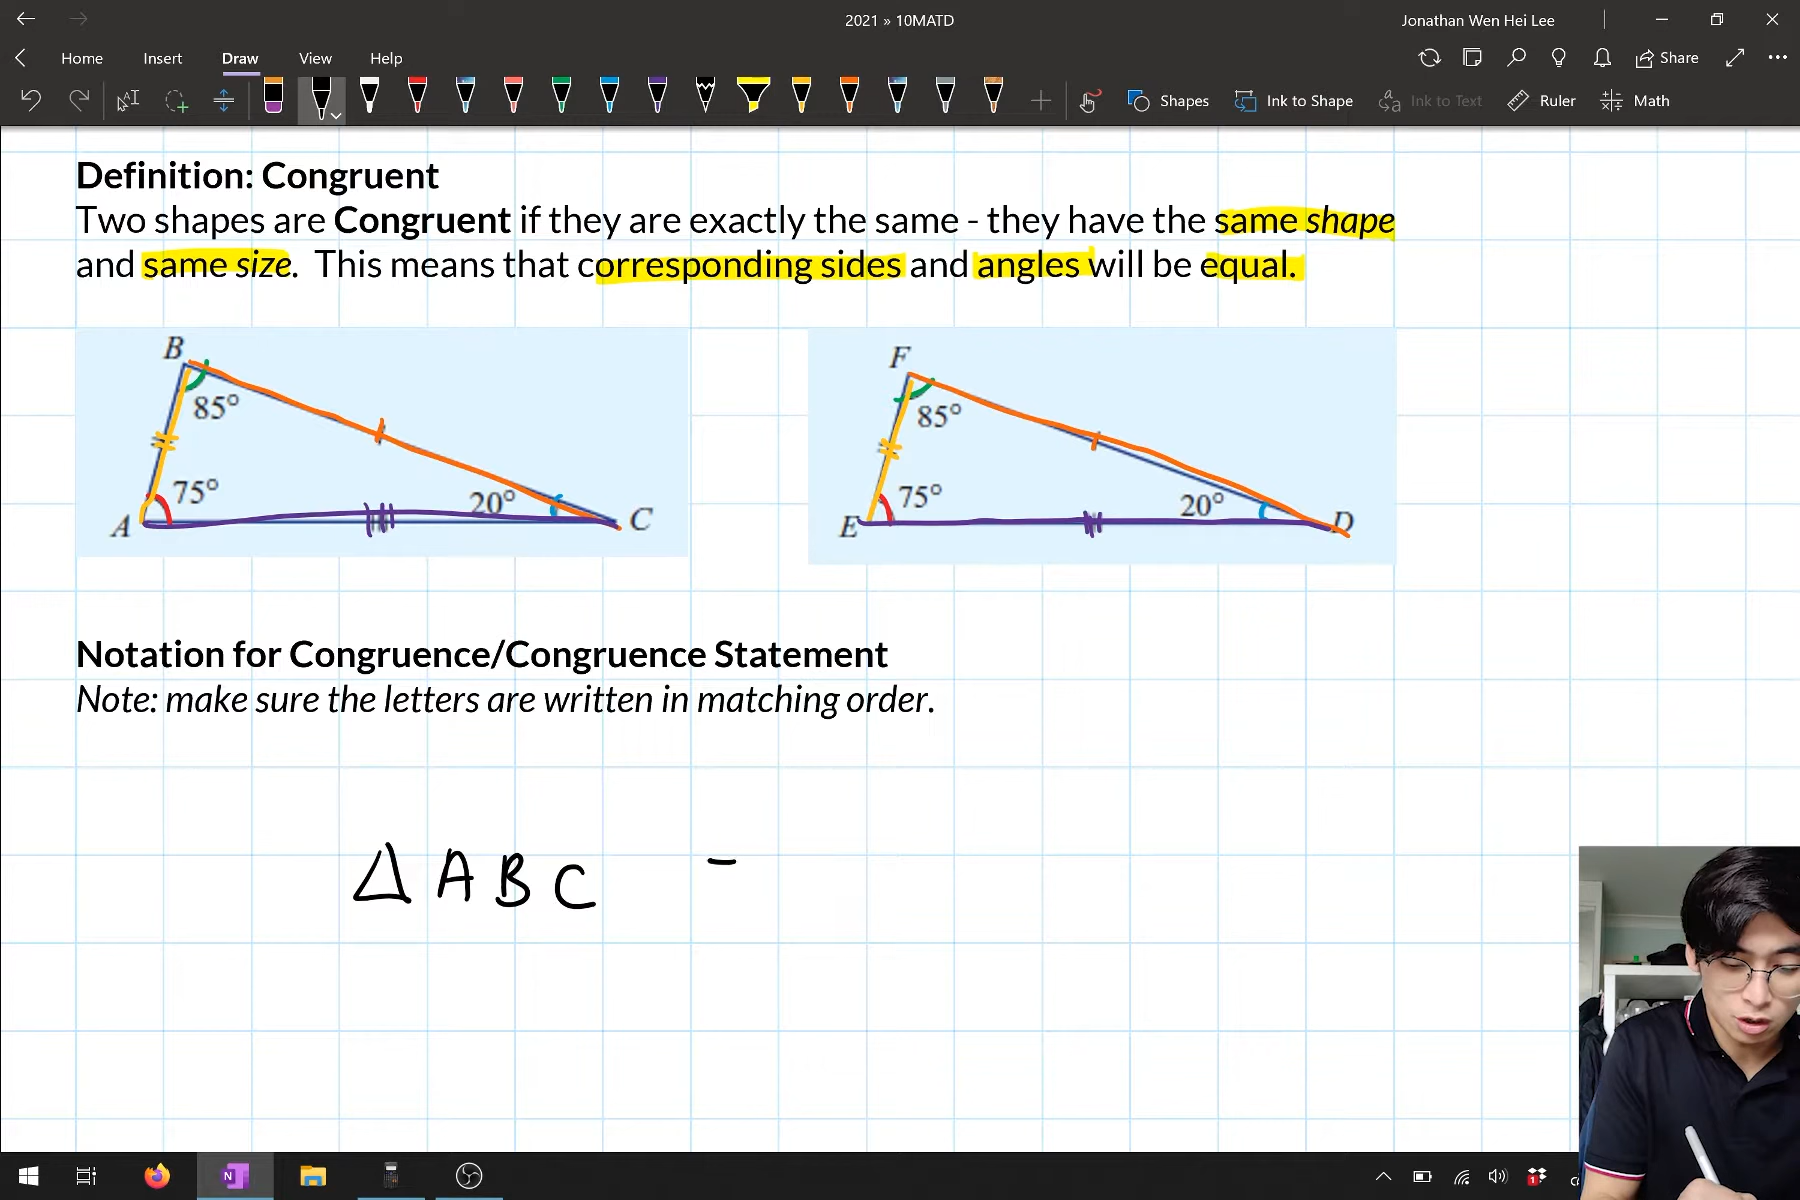 2021 » 10MATD
Jonathan Wen Hei Lee
Home Insert Draw View Help
Share
Shapes Ink to Shape Ink to Text Ruler Math
Definition: Congruent
Two shapes are Congruent if they are exactly the same - they have the same shape
and same size. This means that corresponding sides and angles will be equal.
B
85°
75°
20°
A
C
F
85°
75°
20°
E
D
Notation for Congruence/Congruence Statement
Note: make sure the letters are written in matching order.
Δ A B C -